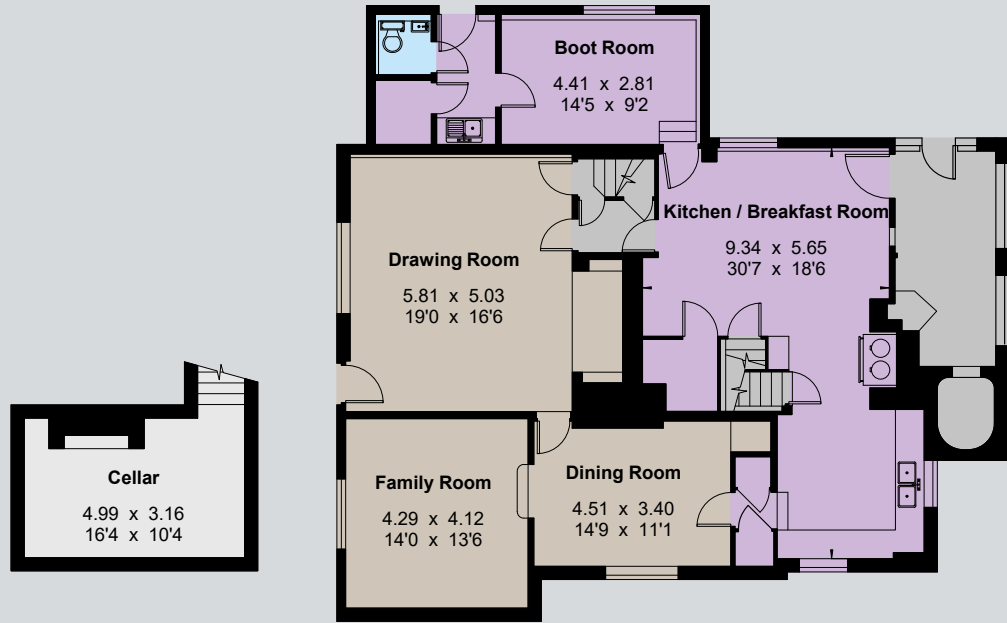 Boot Room
4.41 x 2.81
14'5 x 9'2
Kitchen / Breakfast Room
9.34 x 5.65
30'7 x 18'6
Drawing Room
5.81 x 5.03
19'0 x 16'6
Cellar
4.99 x 3.16
16'4 x 10'4
Family Room
4.29 x 4.12
14'0 x 13'6
Dining Room
4.51 x 3.40
14'9 x 11'1